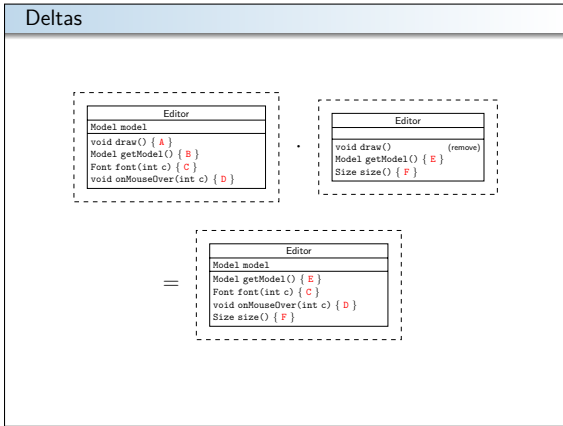 Deltas
Editor
Model model
void draw() { A }
Model getModel() { B }
Font font(int c) { C }
void onMouseOver(int c) { D }
·
Editor
void draw() (remove)
Model getModel() { E }
Size size() { F }
=
Editor
Model model
Model getModel() { E }
Font font(int c) { C }
void onMouseOver(int c) { D }
Size size() { F }